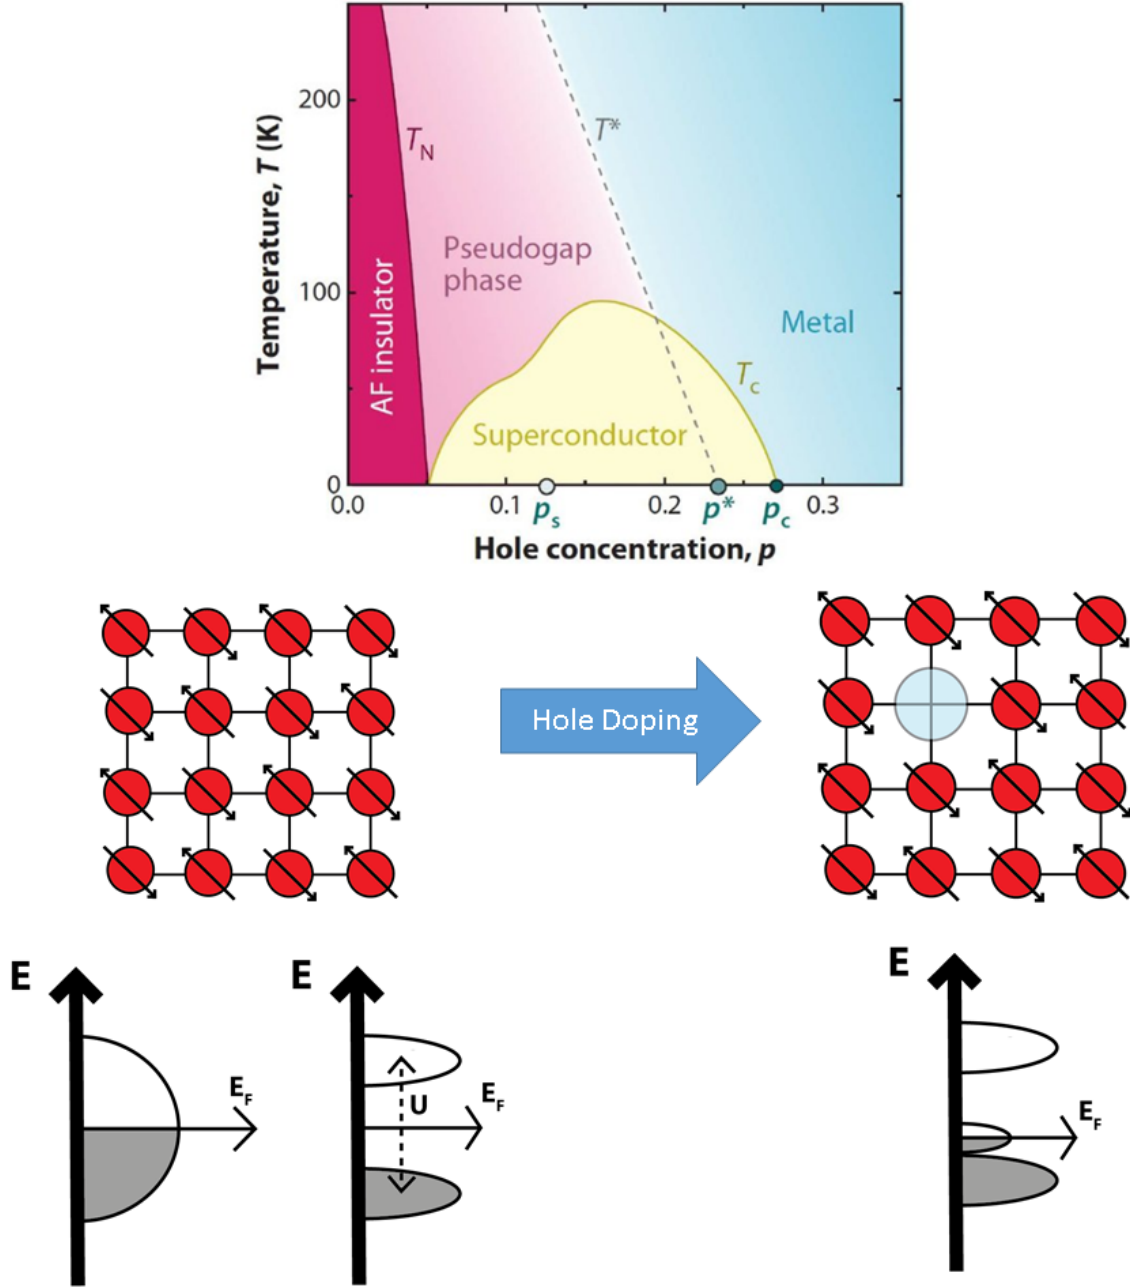 200
100
0
Temperature, T (K)
AF insulator
T_N
T*
Pseudogap
phase
Metal
T_c
Superconductor
0.0
0.1
0.2
0.3
p_s
p*
p_c
Hole concentration, p
Hole Doping
E
E_F
E
U
E_F
E
E_F